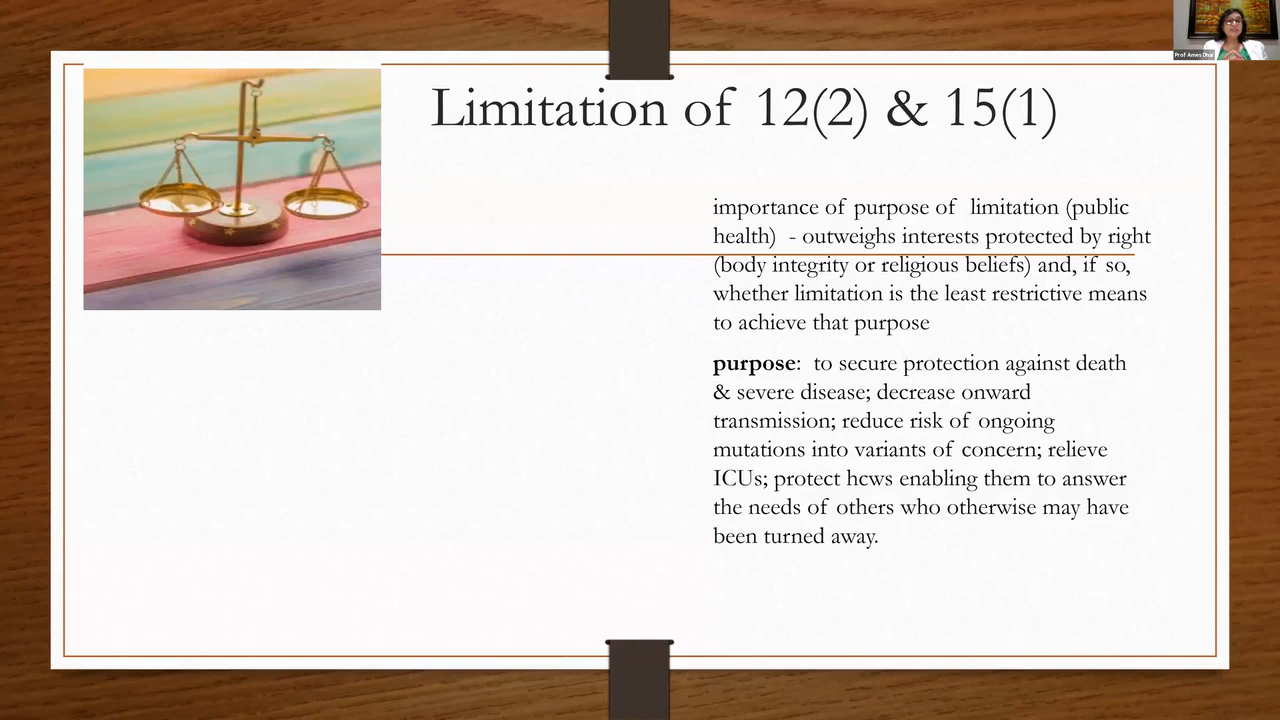 Prof Ames Dhai
Limitation of 12(2) & 15(1)
importance of purpose of limitation (public
health) - outweighs interests protected by right
(body integrity or religious beliefs) and, if so,
whether limitation is the least restrictive means
to achieve that purpose
purpose: to secure protection against death
& severe disease; decrease onward
transmission; reduce risk of ongoing
mutations into variants of concern; relieve
ICUs; protect hcws enabling them to answer
the needs of others who otherwise may have
been turned away.